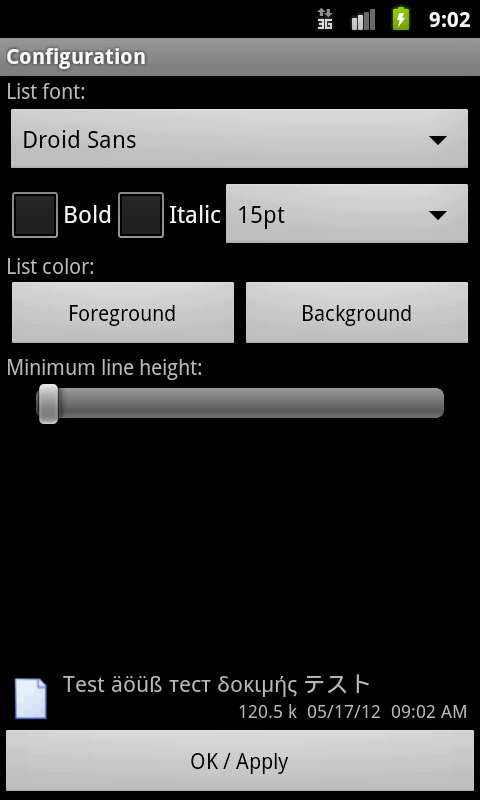 3G 9:02
Configuration
List font:
Droid Sans
Bold Italic 15pt
List color:
Foreground Background
Minimum line height:
Test äöüß тест δοκιμής テスト
120.5 k 05/17/12 09:02 AM
OK / Apply